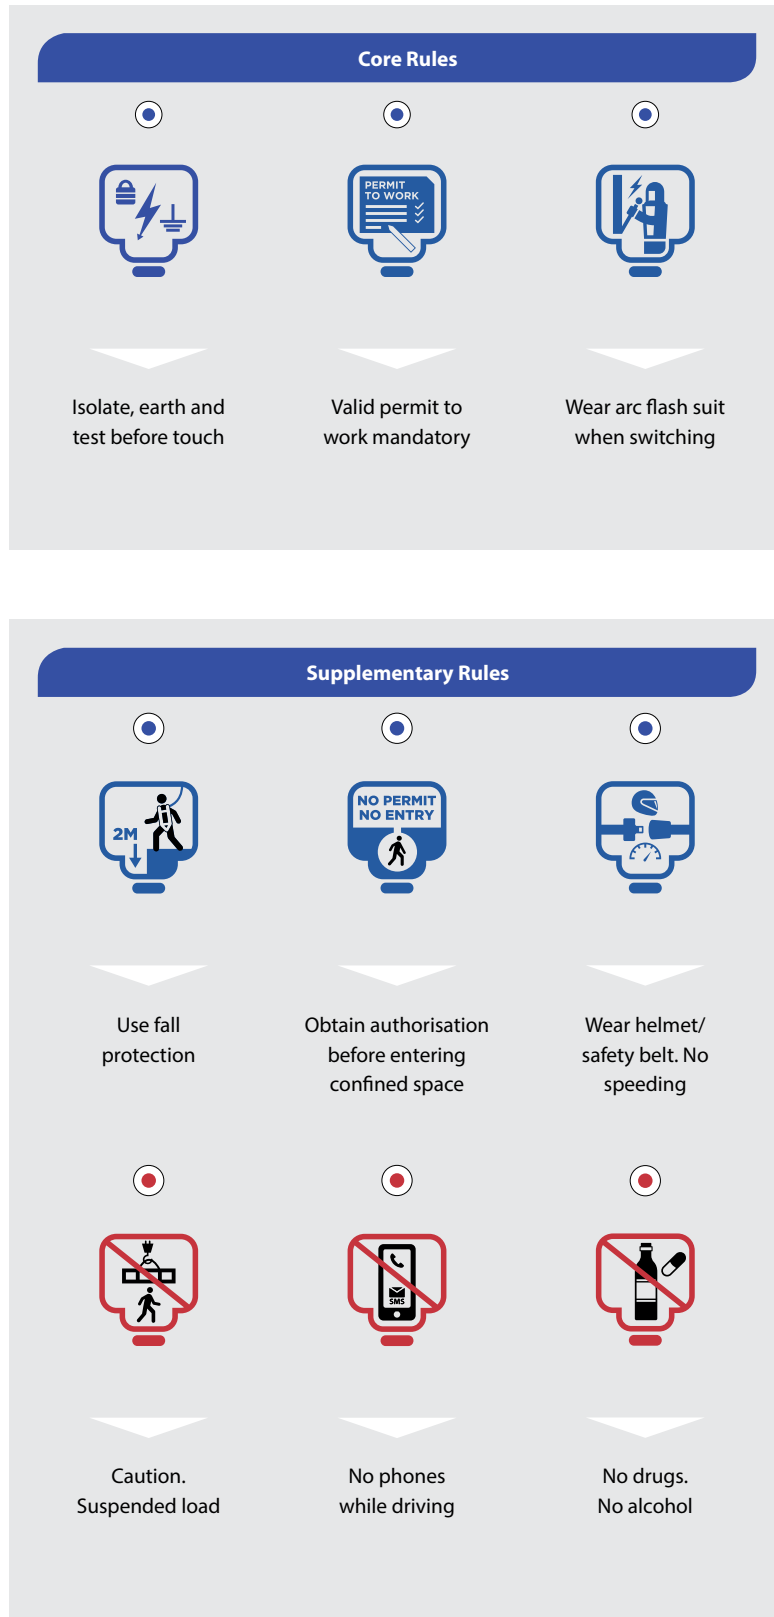 Core Rules
PERMIT
TO WORK
Isolate, earth and
test before touch
Valid permit to
work mandatory
Wear arc flash suit
when switching
Supplementary Rules
2M
NO PERMIT
NO ENTRY
Use fall
protection
Obtain authorisation
before entering
confined space
Wear helmet/
safety belt. No
speeding
SMS
Caution.
Suspended load
No phones
while driving
No drugs.
No alcohol